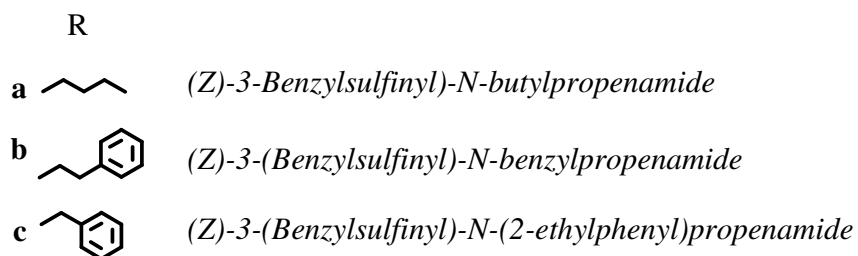 R
a (Z)-3-Benzylsulfinyl)-N-butylpropenamide
b (Z)-3-(Benzylsulfinyl)-N-benzylpropenamide
c (Z)-3-(Benzylsulfinyl)-N-(2-ethylphenyl)propenamide